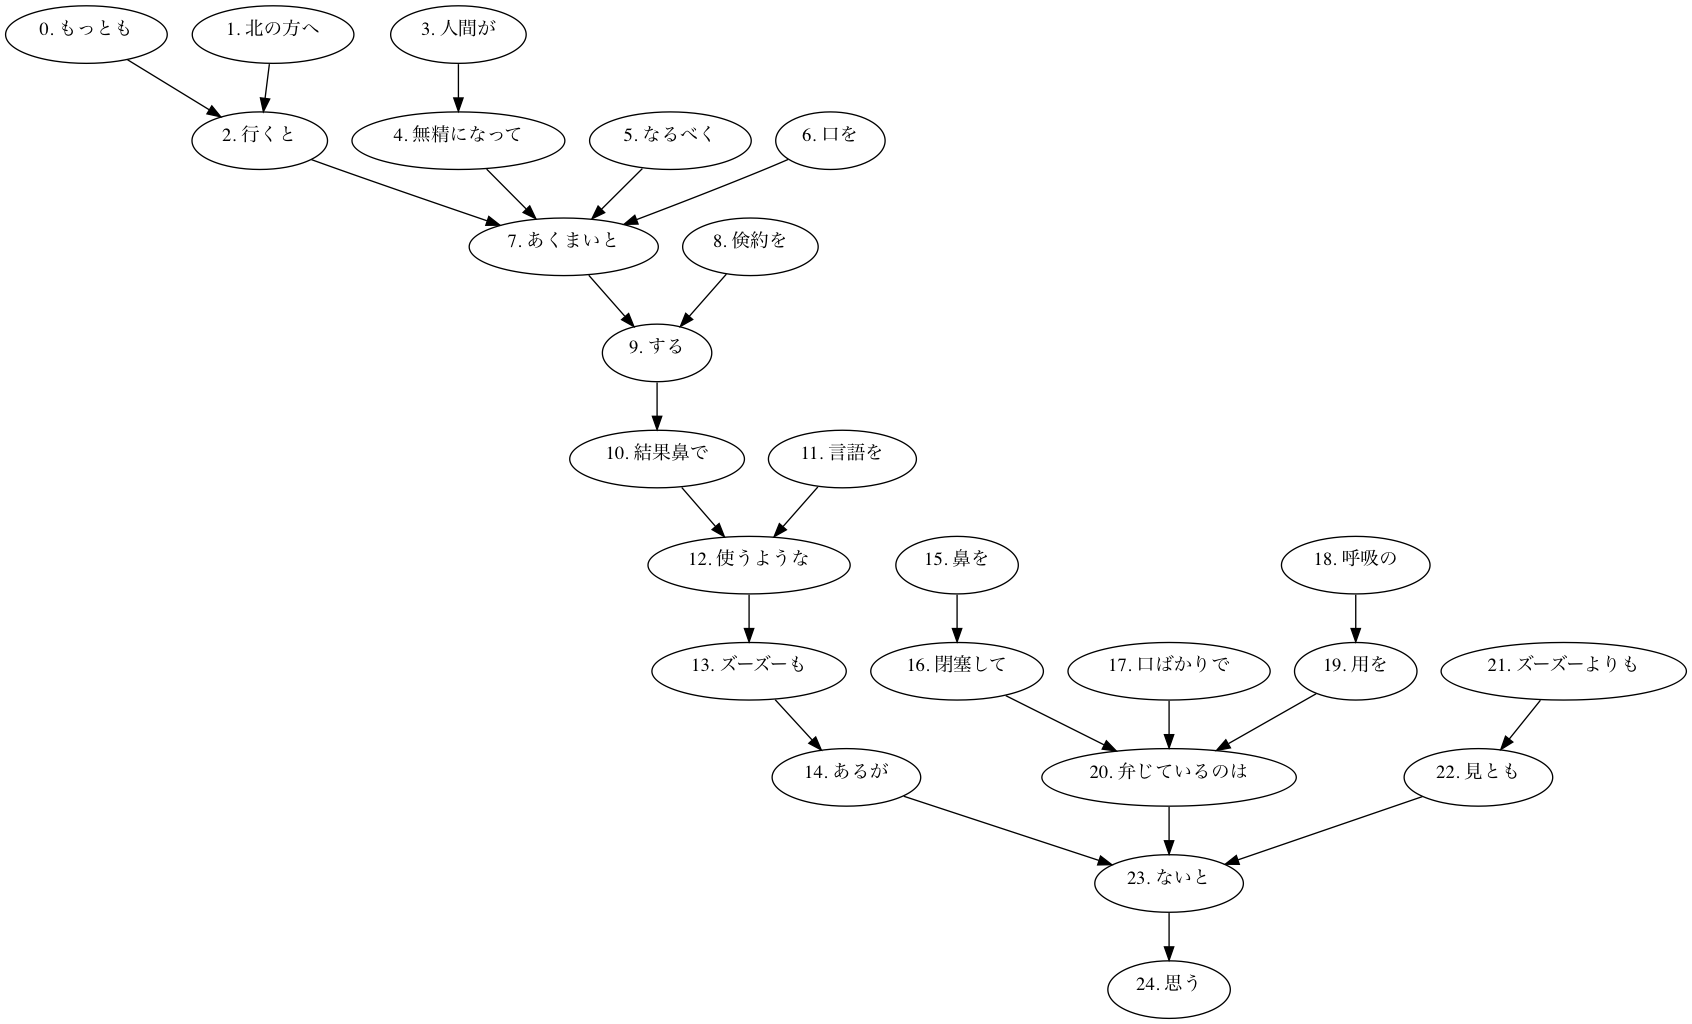 0. もっとも
1. 北の方へ
3. 人間が
2. 行くと
4. 無精になって
5. なるべく
6. 口を
7. あくまいと
8. 倹約を
9. する
10. 結果鼻で
11. 言語を
12. 使うような
15. 鼻を
18. 呼吸の
13. ズーズーも
16. 閉塞して
17. 口ばかりで
19. 用を
21. ズーズーよりも
14. あるが
20. 弁じているのは
22. 見とも
23. ないと
24. 思う